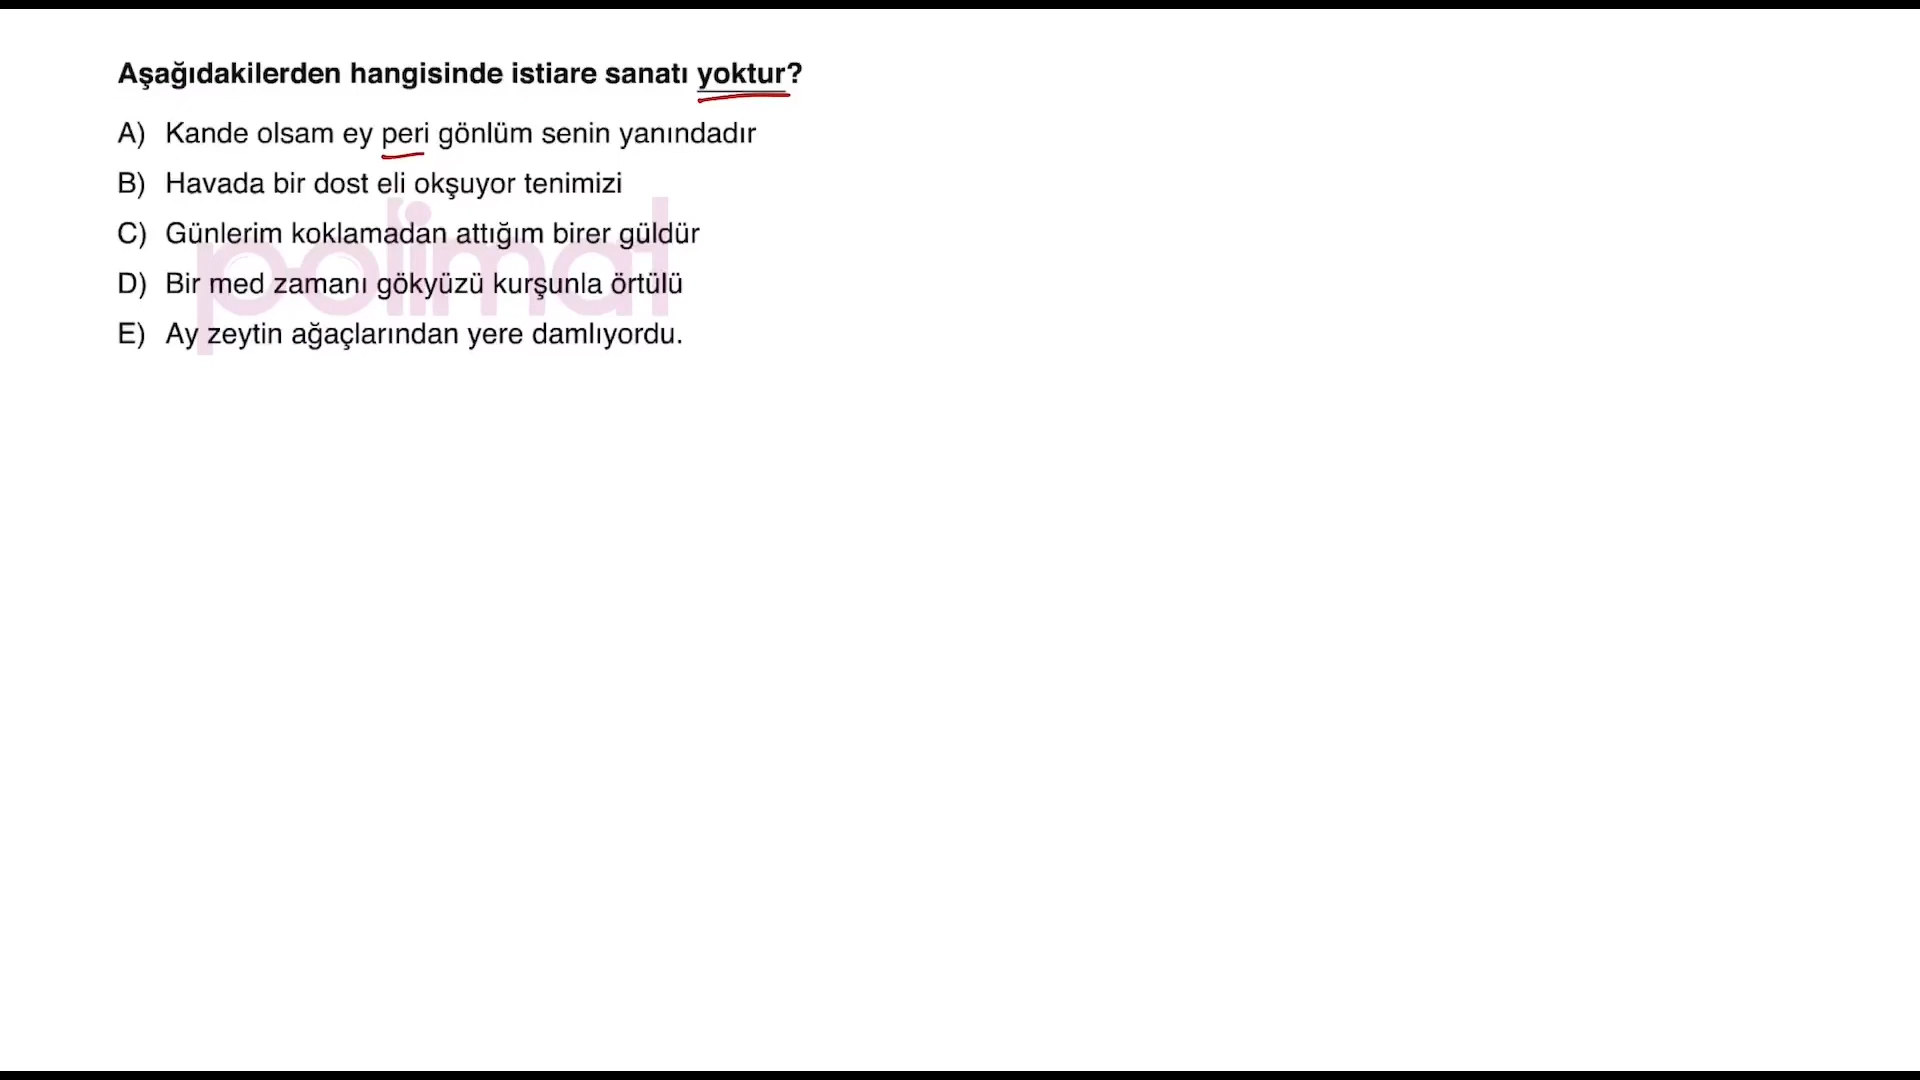 Aşağıdakilerden hangisinde istiare sanatı yoktur?
A) Kande olsam ey peri gönlüm senin yanındadır
B) Havada bir dost eli okşuyor tenimizi
C) Günlerim koklamadan attığım birer güldür
D) Bir med zamanı gökyüzü kurşunla örtülü
E) Ay zeytin ağaçlarından yere damlıyordu.
polimat